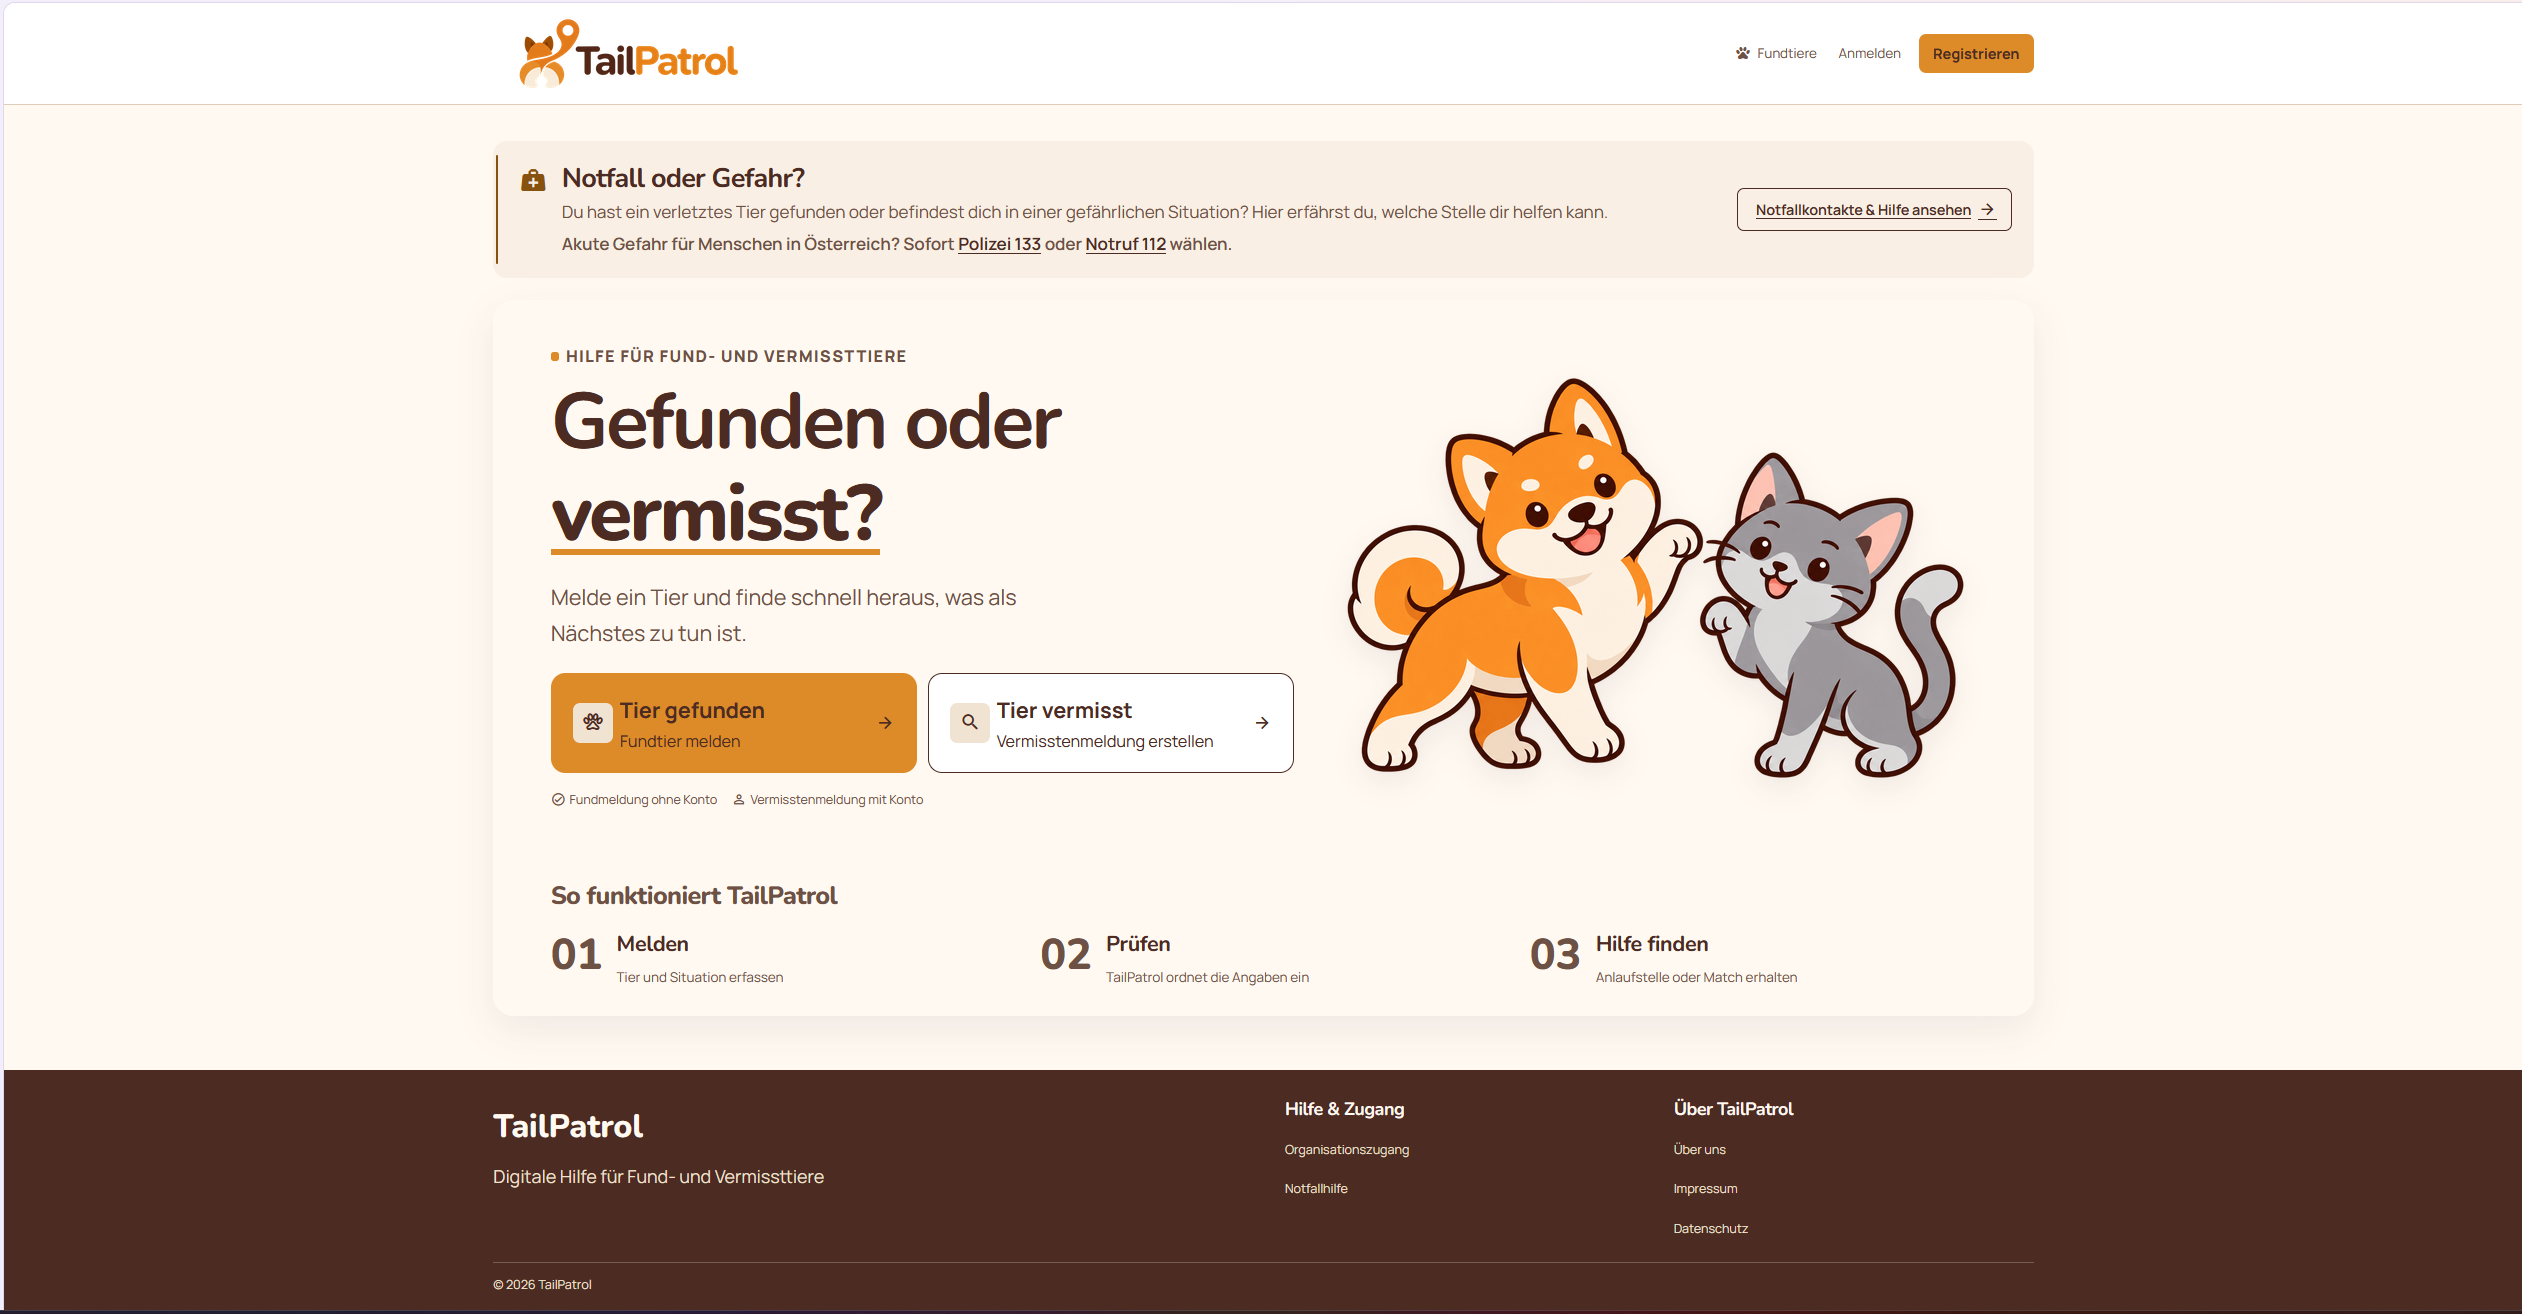 TailPatrol
Fundtiere
Anmelden
Registrieren
Notfall oder Gefahr?
Du hast ein verletztes Tier gefunden oder befindest dich in einer gefährlichen Situation? Hier erfährst du, welche Stelle dir helfen kann.
Akute Gefahr für Menschen in Österreich? Sofort Polizei 133 oder Notruf 112 wählen.
Notfallkontakte & Hilfe ansehen
HILFE FÜR FUND- UND VERMISSTTIERE
Gefunden oder
vermisst?
Melde ein Tier und finde schnell heraus, was als
Nächstes zu tun ist.
Tier gefunden
Fundtier melden
Tier vermisst
Vermisstenmeldung erstellen
Fundmeldung ohne Konto
Vermisstenmeldung mit Konto
So funktioniert TailPatrol
01
Melden
Tier und Situation erfassen
02
Prüfen
TailPatrol ordnet die Angaben ein
03
Hilfe finden
Anlaufstelle oder Match erhalten
TailPatrol
Digitale Hilfe für Fund- und Vermissttiere
Hilfe & Zugang
Organisationszugang
Notfallhilfe
Über TailPatrol
Über uns
Impressum
Datenschutz
© 2026 TailPatrol